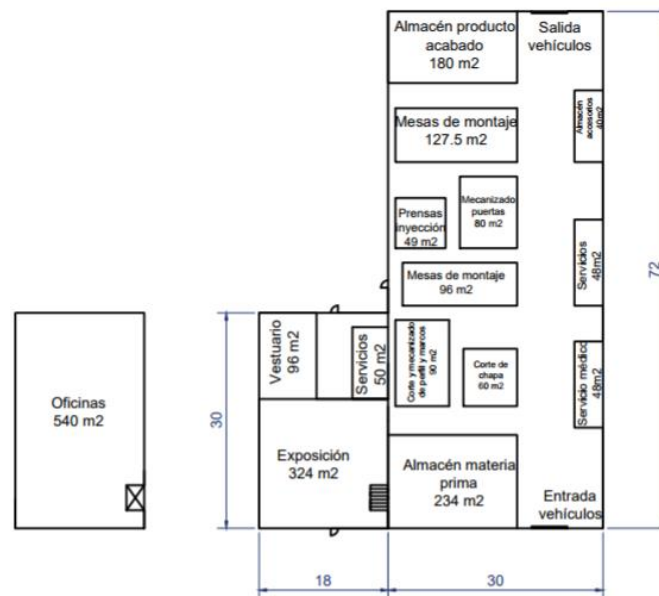 Almacén producto
acabado
180 m2
Salida
vehículos
Almacén
accesorios
40m2
Mesas de montaje
127.5 m2
Mecanizado
puertas
80 m2
Prensas
inyección
49 m2
Servicios
48m2
72
Mesas de montaje
96 m2
Vestuario
96 m2
Servicios
50 m2
Corte y mecanizado
de perfil y marcos
90 m2
Corte de
chapa
60 m2
Servicio médico
48m2
Oficinas
540 m2
30
Exposición
324 m2
Almacén materia
prima
234 m2
Entrada
vehículos
18
30